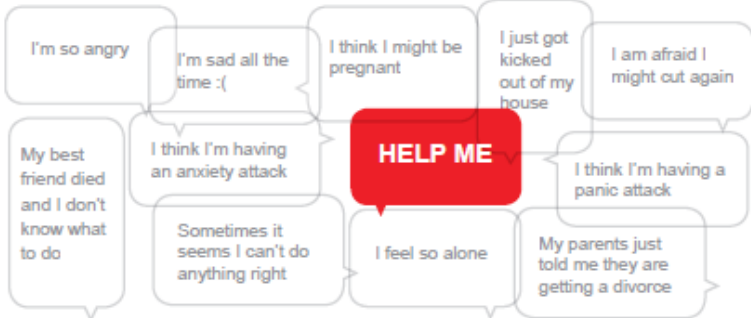 I'm so angry
I'm sad all the
time :(
I think I might be
pregnant
I just got
kicked
out of my
house
I am afraid I
might cut again
My best
friend died
and I don't
know what
to do
I think I'm having
an anxiety attack
HELP ME
I think I'm having a
panic attack
Sometimes it
seems I can't do
anything right
I feel so alone
My parents just
told me they are
getting a divorce